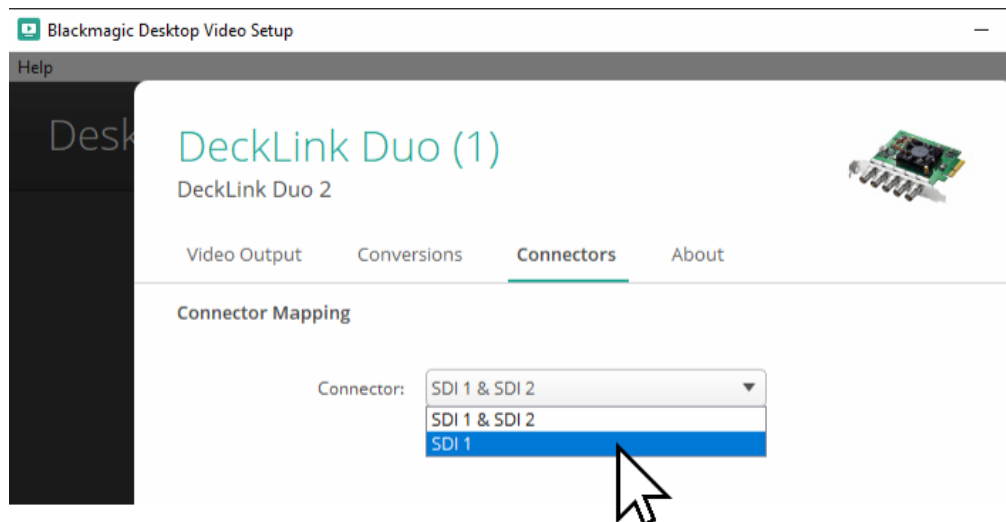 Blackmagic Desktop Video Setup
Help
Desk
DeckLink Duo (1)
DeckLink Duo 2
Video Output Conversions Connectors About
Connector Mapping
Connector: SDI 1 & SDI 2
SDI 1 & SDI 2
SDI 1